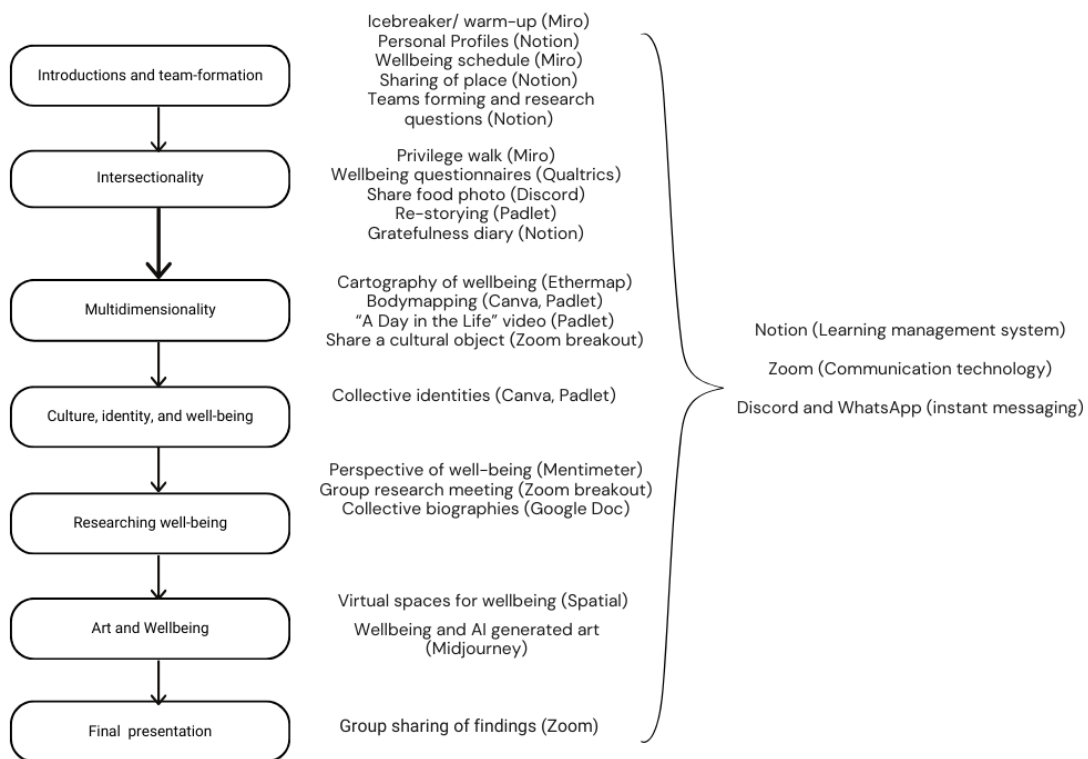 Introductions and team-formation
Icebreaker/ warm-up (Miro)
Personal Profiles (Notion)
Wellbeing schedule (Miro)
Sharing of place (Notion)
Teams forming and research
questions (Notion)
Intersectionality
Privilege walk (Miro)
Wellbeing questionnaires (Qualtrics)
Share food photo (Discord)
Re-storying (Padlet)
Gratefulness diary (Notion)
Multidimensionality
Cartography of wellbeing (Ethermap)
Bodymapping (Canva, Padlet)
“A Day in the Life” video (Padlet)
Share a cultural object (Zoom breakout)
Culture, identity, and well-being
Collective identities (Canva, Padlet)
Researching well-being
Perspective of well-being (Mentimeter)
Group research meeting (Zoom breakout)
Collective biographies (Google Doc)
Art and Wellbeing
Virtual spaces for wellbeing (Spatial)
Wellbeing and AI generated art
(Midjourney)
Final presentation
Group sharing of findings (Zoom)
Notion (Learning management system)
Zoom (Communication technology)
Discord and WhatsApp (instant messaging)